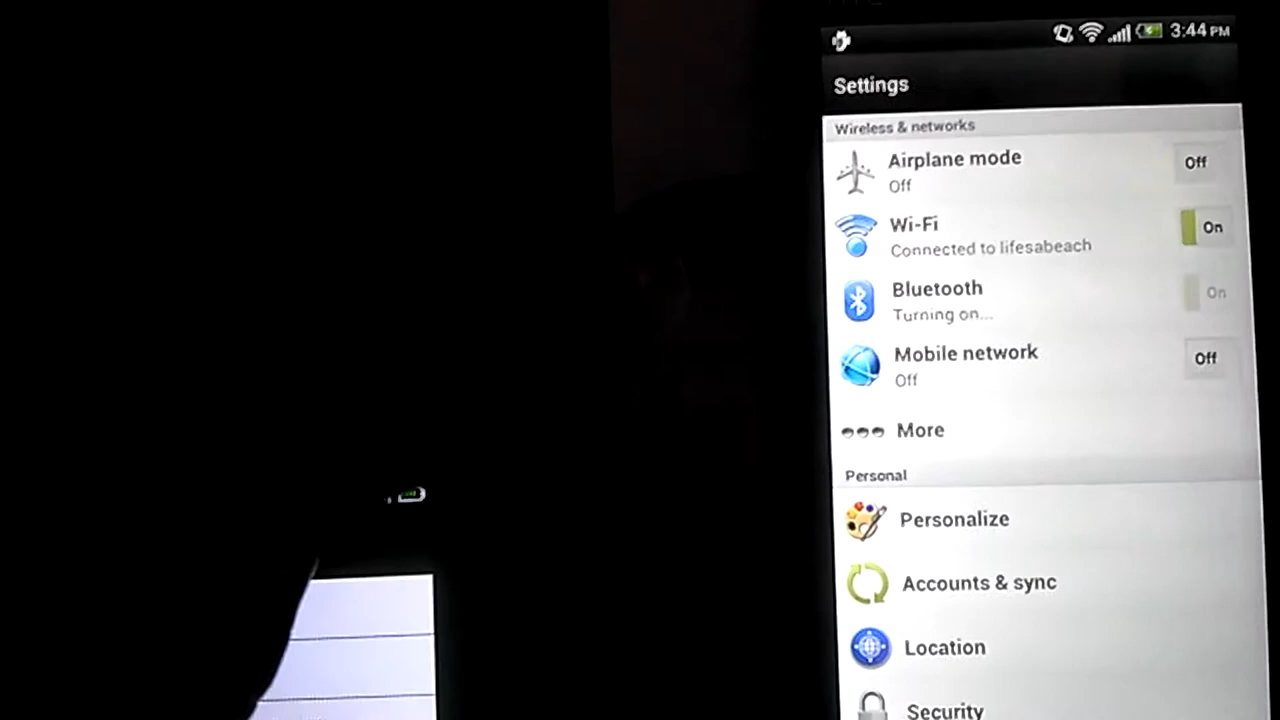 3:44 PM
Settings
Wireless & networks
Airplane mode
Off
Off
Wi-Fi
Connected to lifesabeach
On
Bluetooth
Turning on...
On
Mobile network
Off
Off
More
Personal
Personalize
Accounts & sync
Location
Security